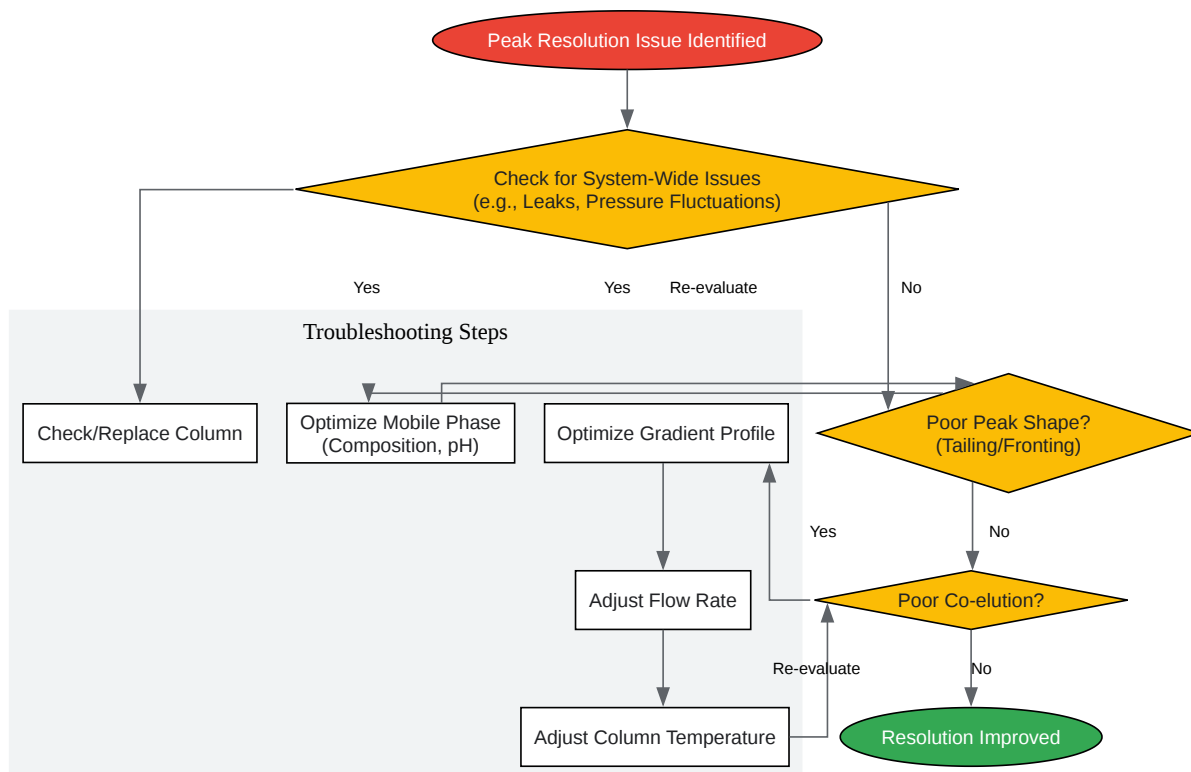 Peak Resolution Issue Identified
Check for System-Wide Issues
(e.g., Leaks, Pressure Fluctuations)
Yes
Yes
Re-evaluate
No
Troubleshooting Steps
Check/Replace Column
Optimize Mobile Phase
(Composition, pH)
Optimize Gradient Profile
Poor Peak Shape?
(Tailing/Fronting)
Yes
No
Adjust Flow Rate
Poor Co-elution?
Re-evaluate
No
Adjust Column Temperature
Resolution Improved